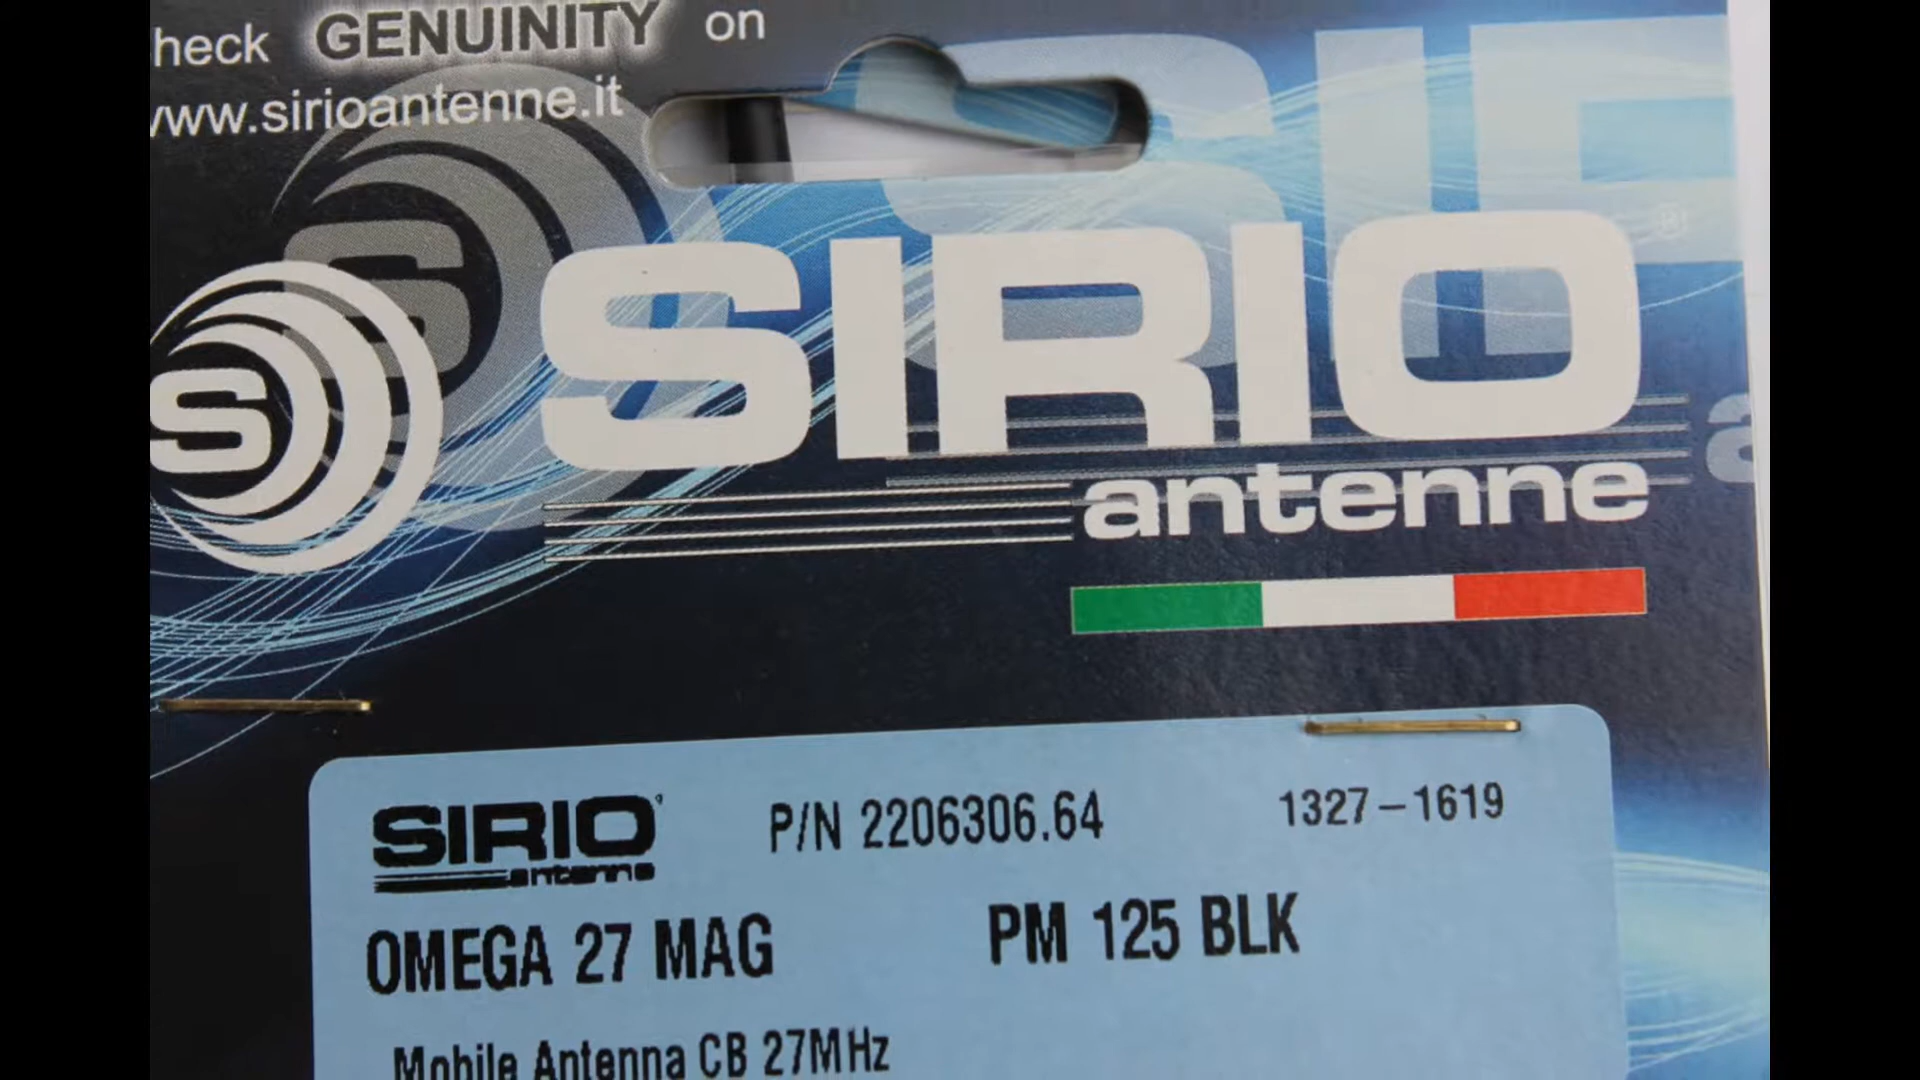 heck GENUINITY on
www.sirioantenne.it
S
S
SIRIO
antenne
SIRIO
antenne
P/N 2206306.64
1327-1619
OMEGA 27 MAG
PM 125 BLK
Mobile Antenna CB 27MHz